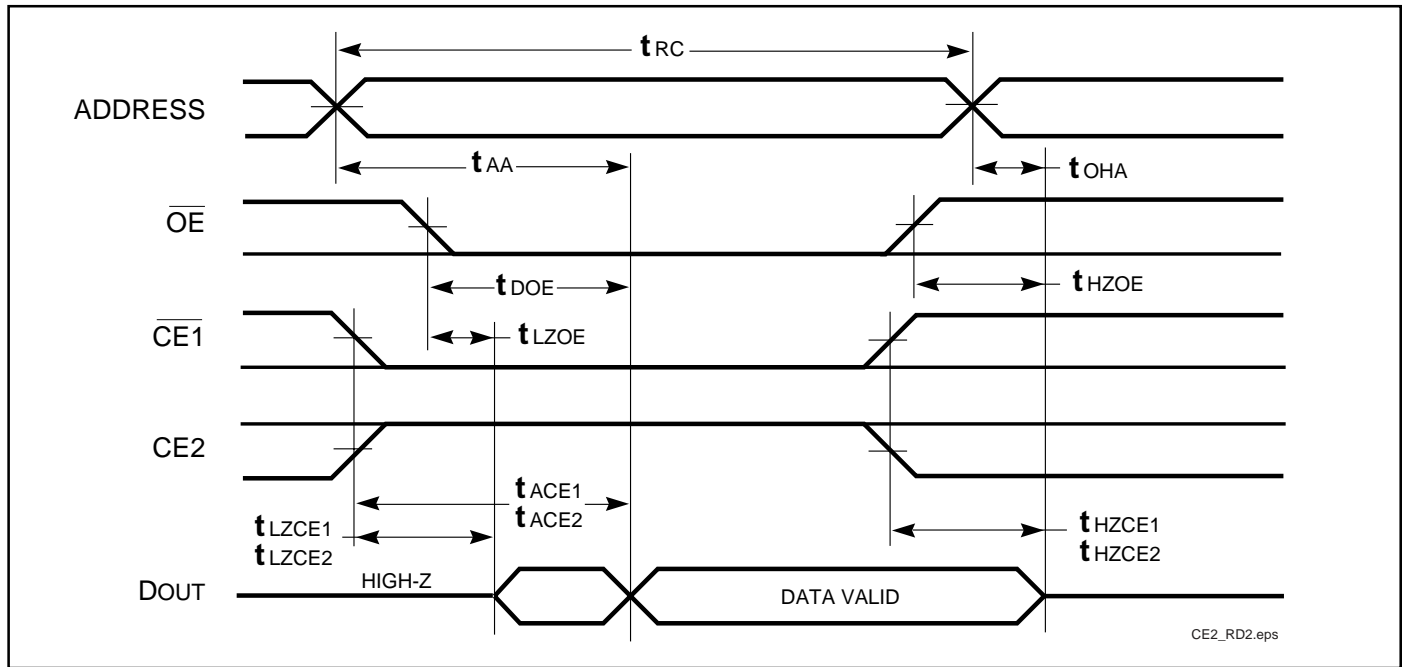 tRC
ADDRESS
tAA
tOHA
OE
tDOE
tHZOE
CE1
tLZOE
CE2
tACE1
tACE2
tLZCE1
tLZCE2
tHZCE1
tHZCE2
HIGH-Z
DOUT
DATA VALID
CE2_RD2.eps